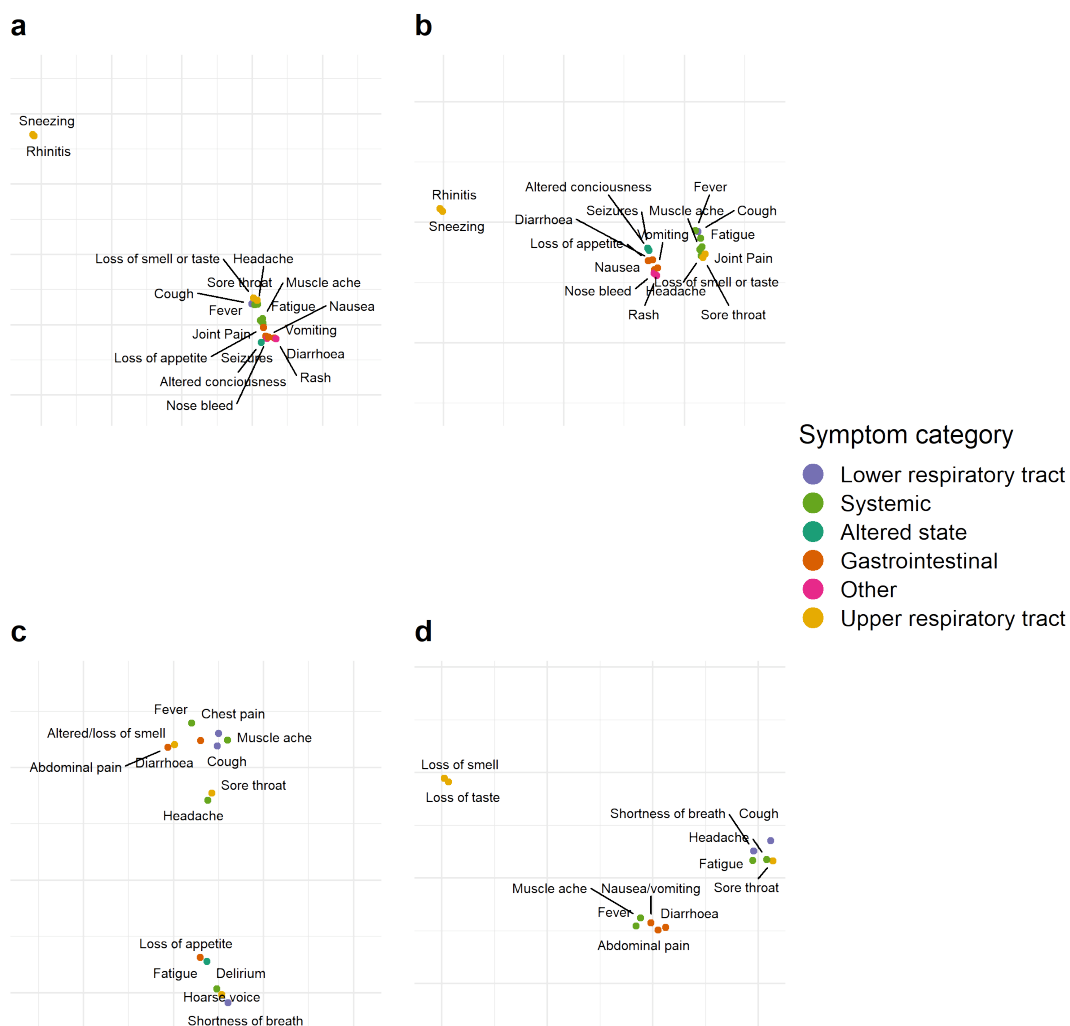 a
Sneezing
Rhinitis
Loss of smell or taste
Headache
Sore throat
Muscle ache
Cough
Fever
Fatigue
Nausea
Joint Pain
Vomiting
Loss of appetite
Seizures
Diarrhoea
Altered conciousness
Rash
Nose bleed
b
Rhinitis
Sneezing
Altered conciousness
Fever
Seizures
Muscle ache
Cough
Diarrhoea
Vomiting
Fatigue
Loss of appetite
Nausea
Joint Pain
Loss of smell or taste
Nose bleed
Headache
Rash
Sore throat
Symptom category
Lower respiratory tract
Systemic
Altered state
Gastrointestinal
Other
Upper respiratory tract
c
Fever
Chest pain
Altered/loss of smell
Muscle ache
Abdominal pain
Diarrhoea
Cough
Sore throat
Headache
Loss of appetite
Fatigue
Delirium
Hoarse voice
Shortness of breath
d
Loss of smell
Loss of taste
Shortness of breath
Cough
Headache
Fatigue
Sore throat
Muscle ache
Nausea/vomiting
Fever
Diarrhoea
Abdominal pain